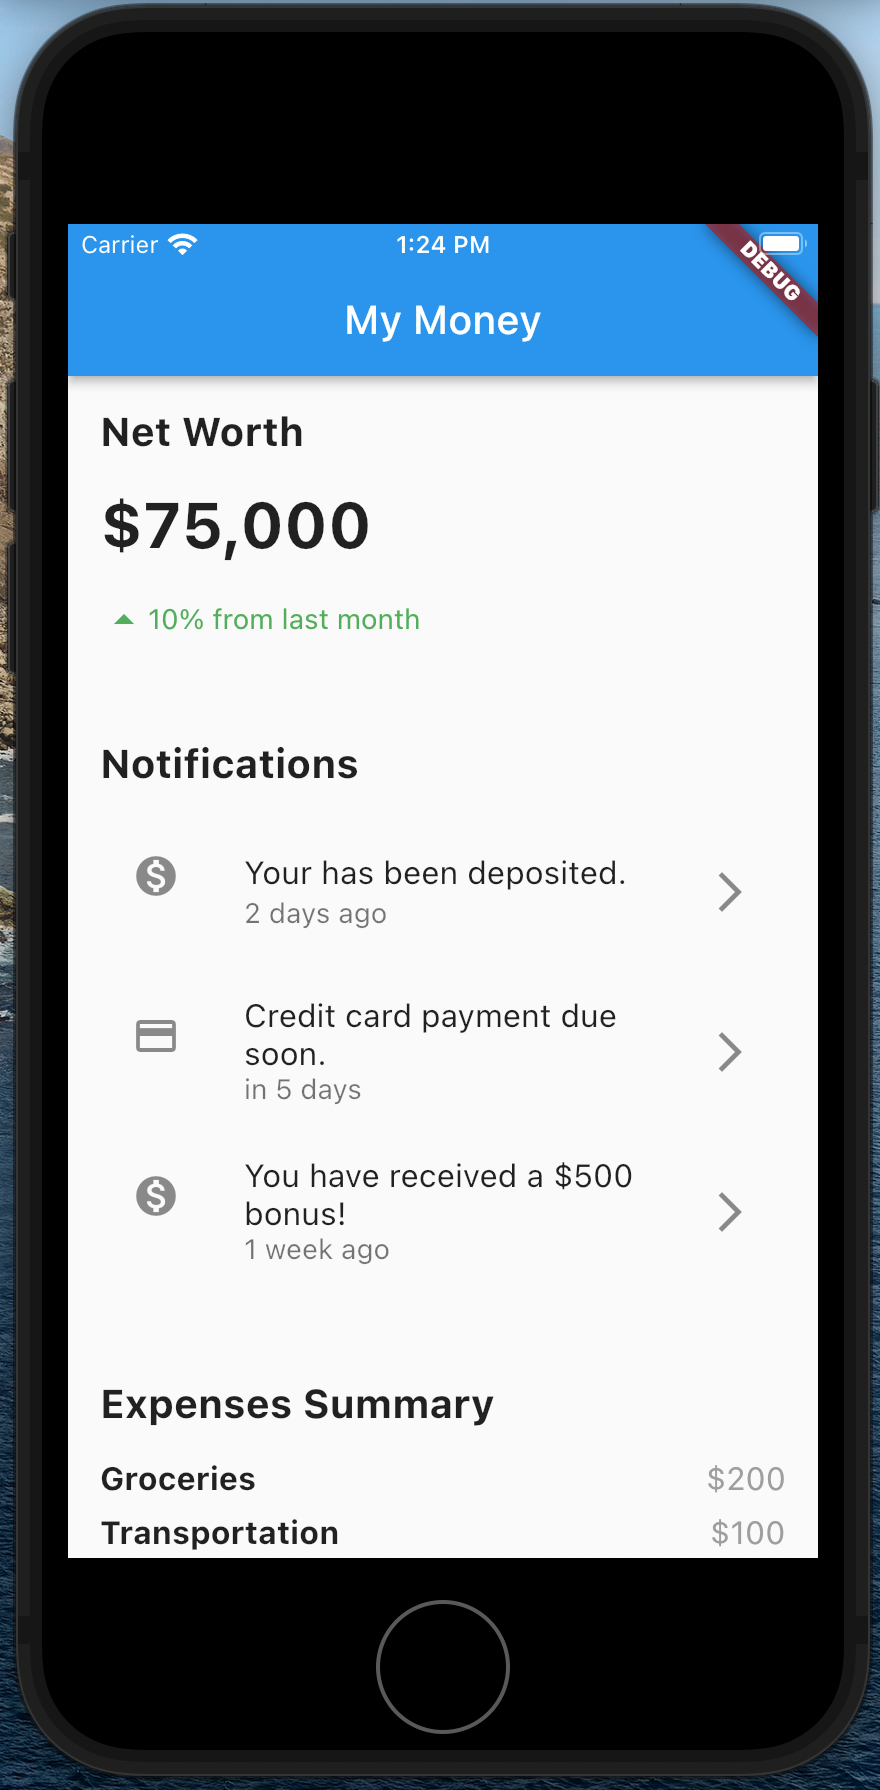 Carrier 1:24 PM
DEBUG
My Money
Net Worth
$75,000
10% from last month
Notifications
Your has been deposited.
2 days ago
Credit card payment due
soon.
in 5 days
You have received a $500
bonus!
1 week ago
Expenses Summary
Groceries $200
Transportation $100